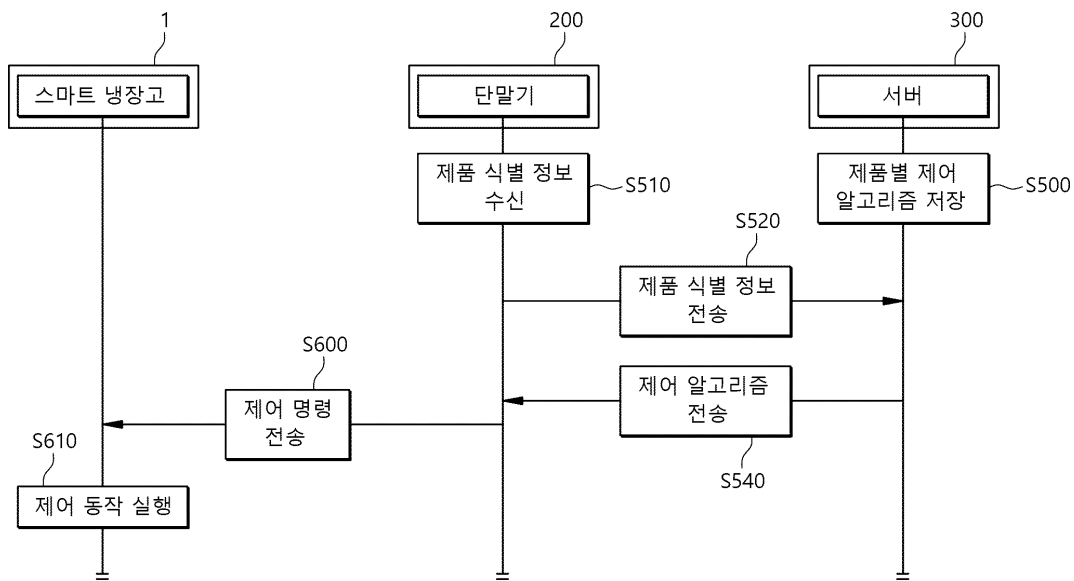 1
200
300
스마트 냉장고
단말기
서버
제품 식별 정보
수신
S510
제품별 제어
알고리즘 저장
S500
S520
제품 식별 정보
전송
S600
제어 알고리즘
전송
제어 명령
전송
S610
S540
제어 동작 실행